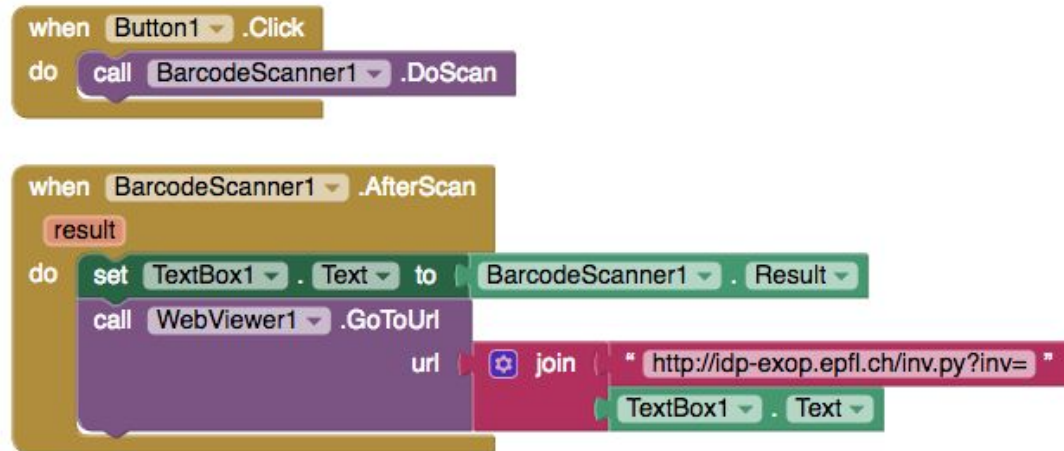 when Button1 .Click
do call BarcodeScanner1 .DoScan
when BarcodeScanner1 .AfterScan
result
do set TextBox1 . Text to BarcodeScanner1 . Result
call WebViewer1 .GoToUrl
url join " http://idp-exop.epfl.ch/inv.py?inv= "
TextBox1 . Text